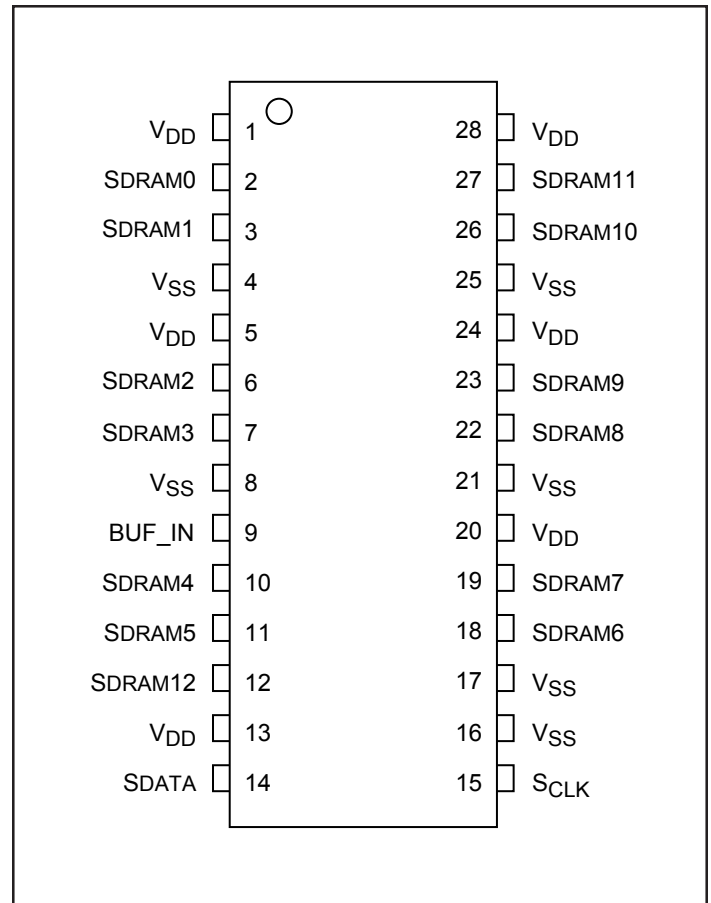 VDD 1 28 VDD
SDRAM0 2 27 SDRAM11
SDRAM1 3 26 SDRAM10
VSS 4 25 VSS
VDD 5 24 VDD
SDRAM2 6 23 SDRAM9
SDRAM3 7 22 SDRAM8
VSS 8 21 VSS
BUF_IN 9 20 VDD
SDRAM4 10 19 SDRAM7
SDRAM5 11 18 SDRAM6
SDRAM12 12 17 VSS
VDD 13 16 VSS
SDATA 14 15 SCLK